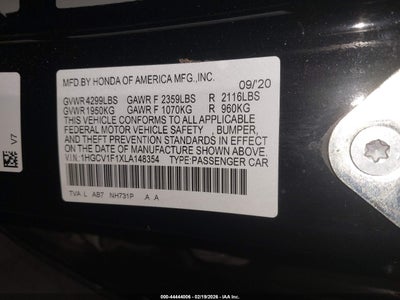 MFD.BY HONDA OF AMERICA MFG.,INC.
09/'20
GVWR 4299LBS GAWR F 2359LBS R 2116LBS
GVWR 1950KG GAWR F 1070KG R 960KG
THIS VEHICLE CONFORMS TO ALL APPLICABLE
FEDERAL MOTOR VEHICLE SAFETY , BUMPER,
AND THEFT PREVENTION STANDARDS
IN EFFECT ON THE
DATE OF MANUFACTURE SHOWN ABOVE.
VIN:1HGCV1F1XLA148354 TYPE:PASSENGER CAR
TVA L AB7 NH731P A A
V7
000-44444006 - 02/19/2026 - IAA Inc.